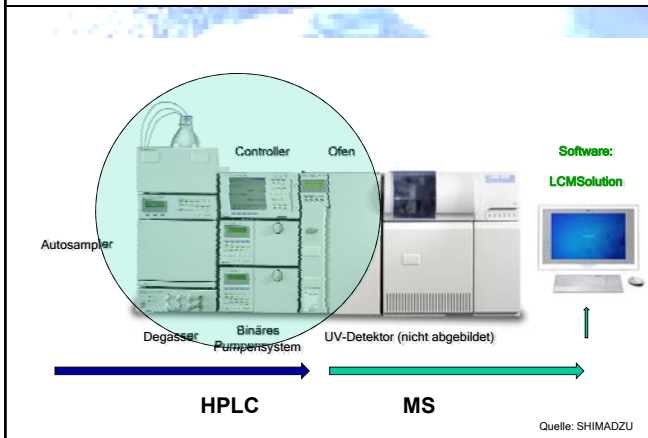 Controller
Ofen
Software:
LCMSolution
Autosampler
Degasser
Binäres
Pumpensystem
UV-Detektor (nicht abgebildet)
HPLC
MS
Quelle: SHIMADZU